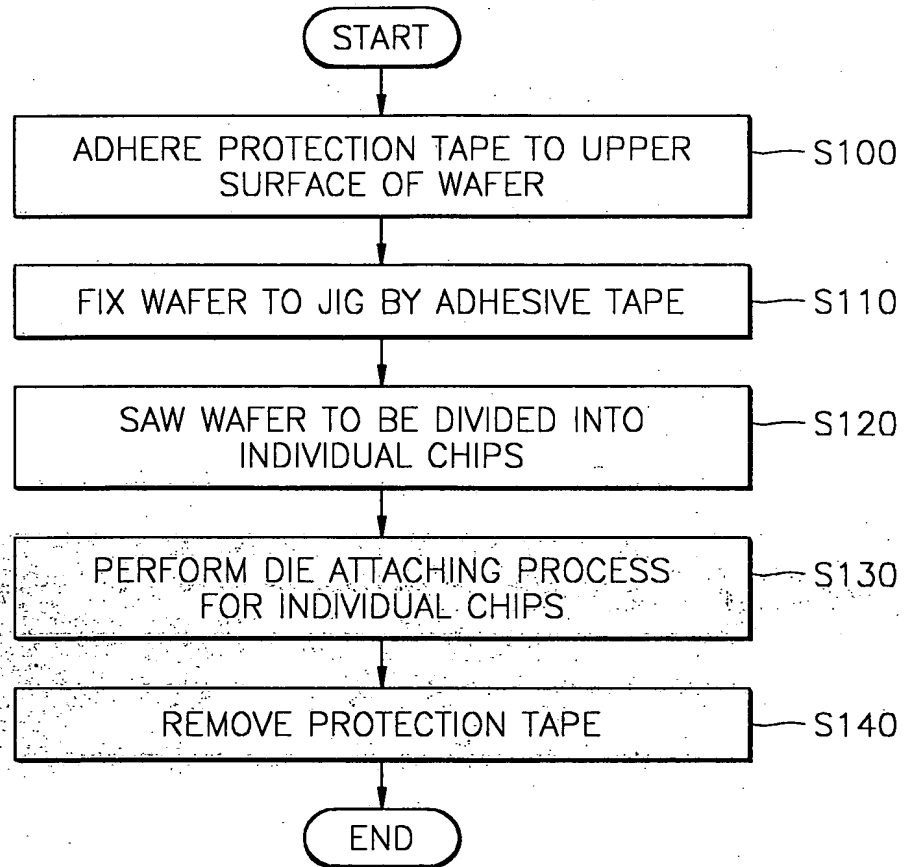 START
ADHERE PROTECTION TAPE TO UPPER
SURFACE OF WAFER
S100
FIX WAFER TO JIG BY ADHESIVE TAPE
S110
SAW WAFER TO BE DIVIDED INTO
INDIVIDUAL CHIPS
S120
PERFORM DIE ATTACHING PROCESS
FOR INDIVIDUAL CHIPS
S130
REMOVE PROTECTION TAPE
S140
END